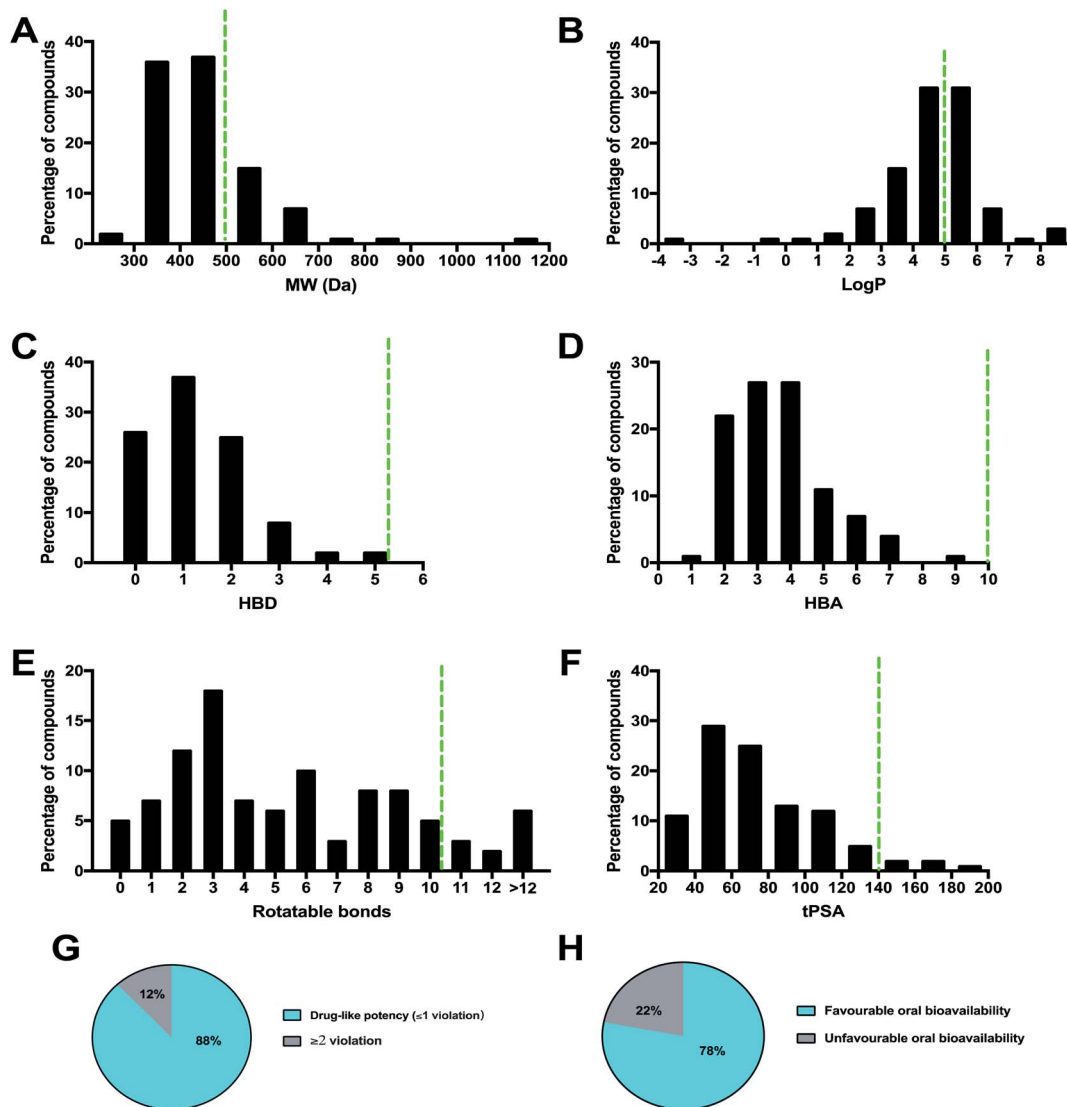 A
Percentage of compounds
40
30
20
10
0
300 400 500 600 700 800 900 1000 1100 1200
MW (Da)
B
Percentage of compounds
40
30
20
10
0
-4 -3 -2 -1 0 1 2 3 4 5 6 7 8
LogP
C
Percentage of compounds
40
30
20
10
0
0 1 2 3 4 5 6
HBD
D
Percentage of compounds
30
20
10
0
0 1 2 3 4 5 6 7 8 9 10
HBA
E
Percentage of compounds
20
15
10
5
0
0 1 2 3 4 5 6 7 8 9 10 11 12 >12
Rotatable bonds
F
Percentage of compounds
40
30
20
10
0
20 40 60 80 100 120 140 160 180 200
tPSA
G
12%
88%
Drug-like potency (≤1 violation)
≥2 violation
H
22%
78%
Favourable oral bioavailability
Unfavourable oral bioavailability